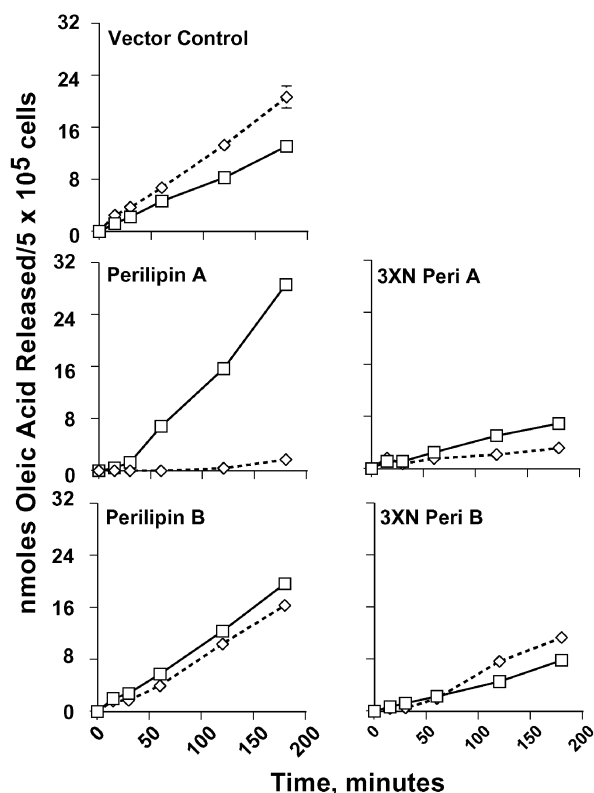 nmoles Oleic Acid Released/5 x 10⁵ cells
32
Vector Control
24
16
8
0
32
Perilipin A
3XN Peri A
24
16
8
0
32
Perilipin B
3XN Peri B
24
16
8
0
0 50 100 150 200
0 50 100 150 200
Time, minutes